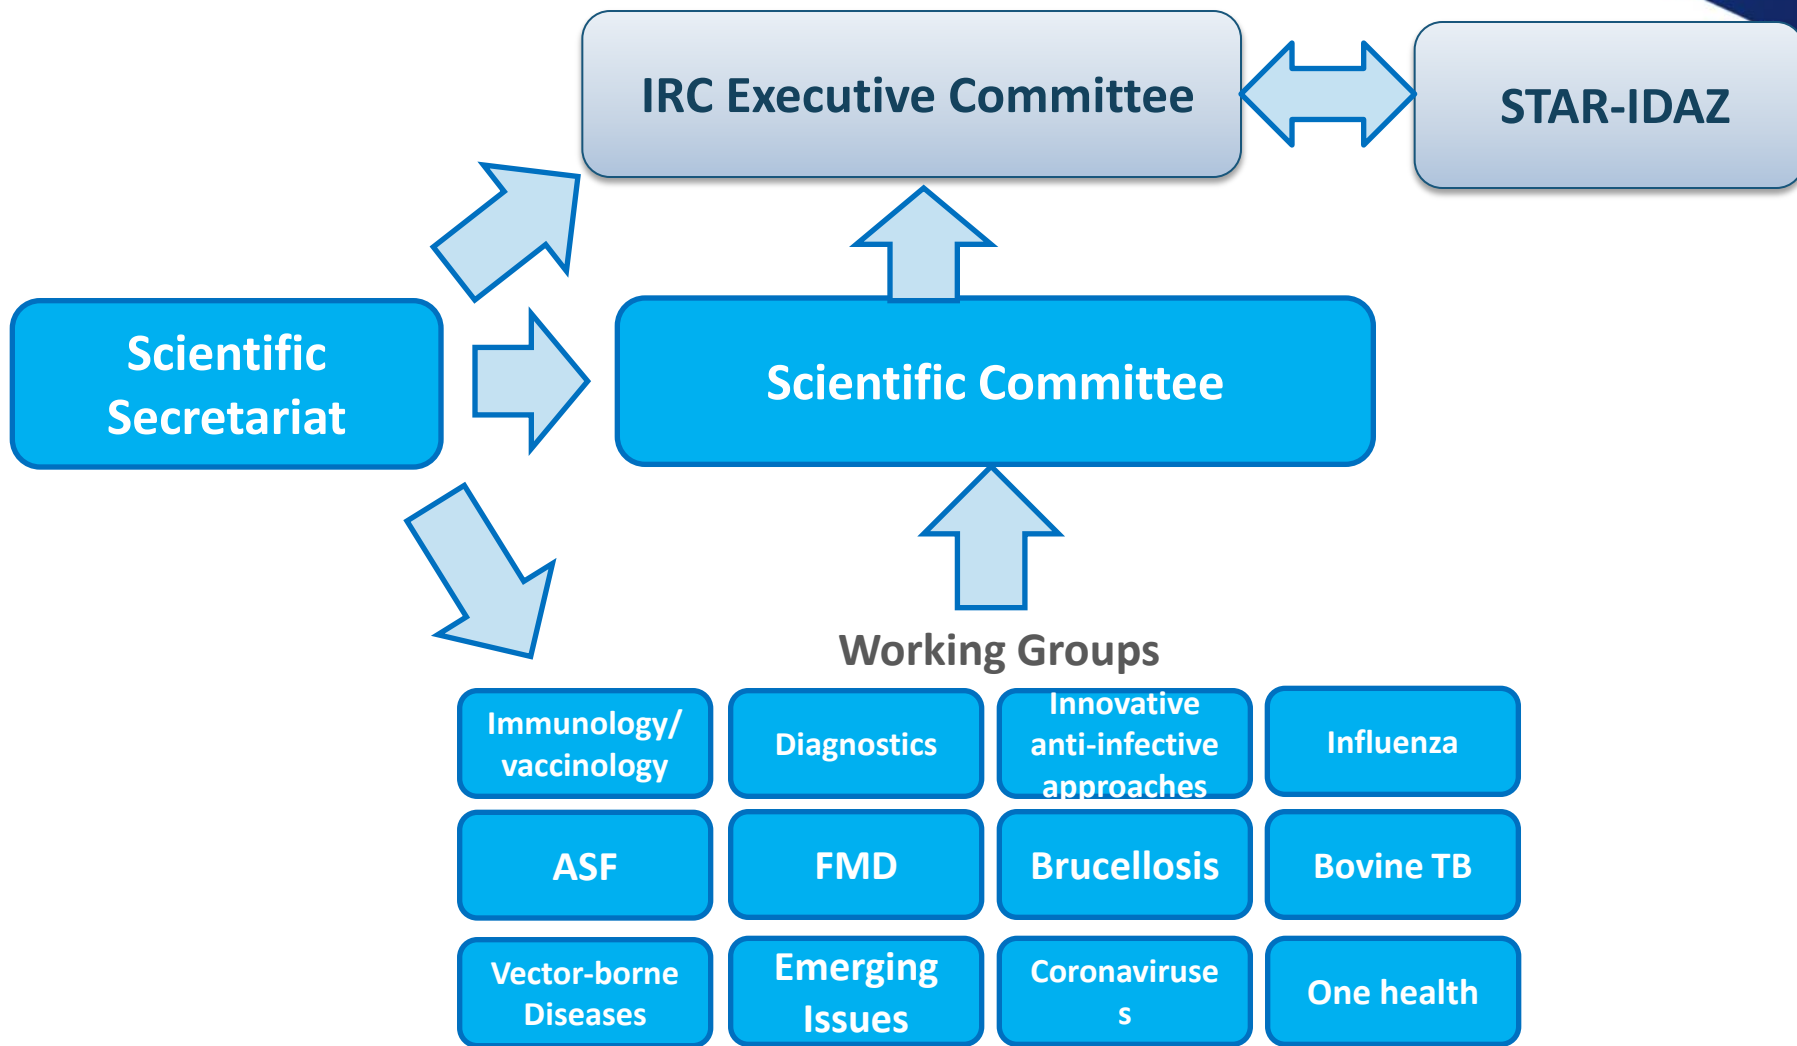 IRC Executive Committee
STAR-IDAZ
Scientific
Secretariat
Scientific Committee
Working Groups
Immunology/
vaccinology
Diagnostics
Innovative
anti-infective
approaches
Influenza
ASF
FMD
Brucellosis
Bovine TB
Vector-borne
Diseases
Emerging
Issues
Coronaviruse
s
One health